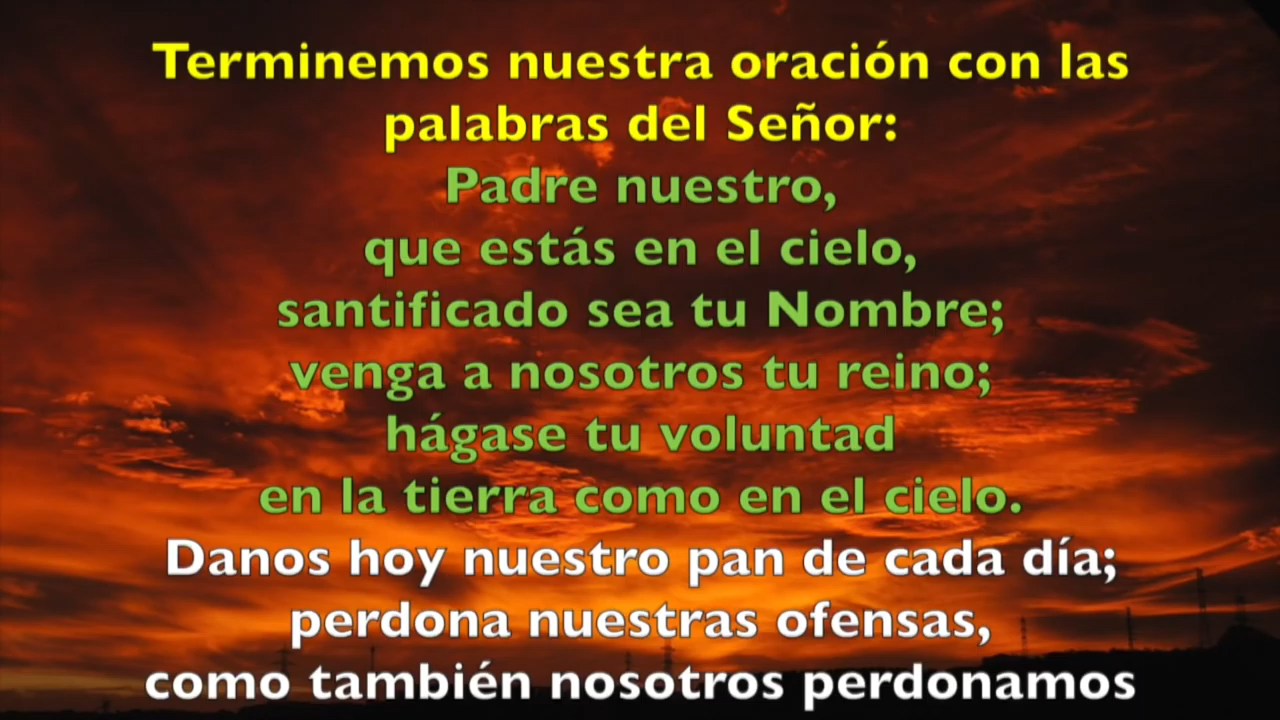 Terminemos nuestra oración con las
palabras del Señor:
Padre nuestro,
que estás en el cielo,
santificado sea tu Nombre;
venga a nosotros tu reino;
hágase tu voluntad
en la tierra como en el cielo.
Danos hoy nuestro pan de cada día;
perdona nuestras ofensas,
como también nosotros perdonamos